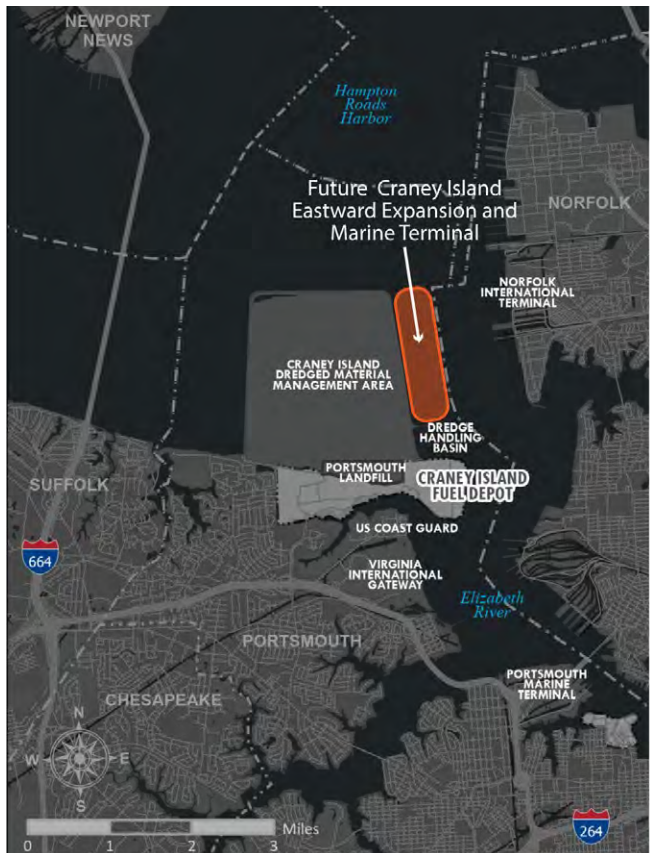 NEWPORT
NEWS
Hampton
Roads
Harbor
Future Craney Island
Eastward Expansion and
Marine Terminal
NORFOLK
NORFOLK
INTERNATIONAL
TERMINAL
CRANEY ISLAND
DREDGED MATERIAL
MANAGEMENT AREA
DREDGE
HANDLING
BASIN
PORTSMOUTH
LANDFILL
CRANEY ISLAND
FUEL DEPOT
SUFFOLK
US COAST GUARD
664
VIRGINIA
INTERNATIONAL
GATEWAY
Elizabeth
River
PORTSMOUTH
PORTSMOUTH
MARINE
TERMINAL
CHESAPEAKE
N
W E
S
Miles
0 1 2 3
264